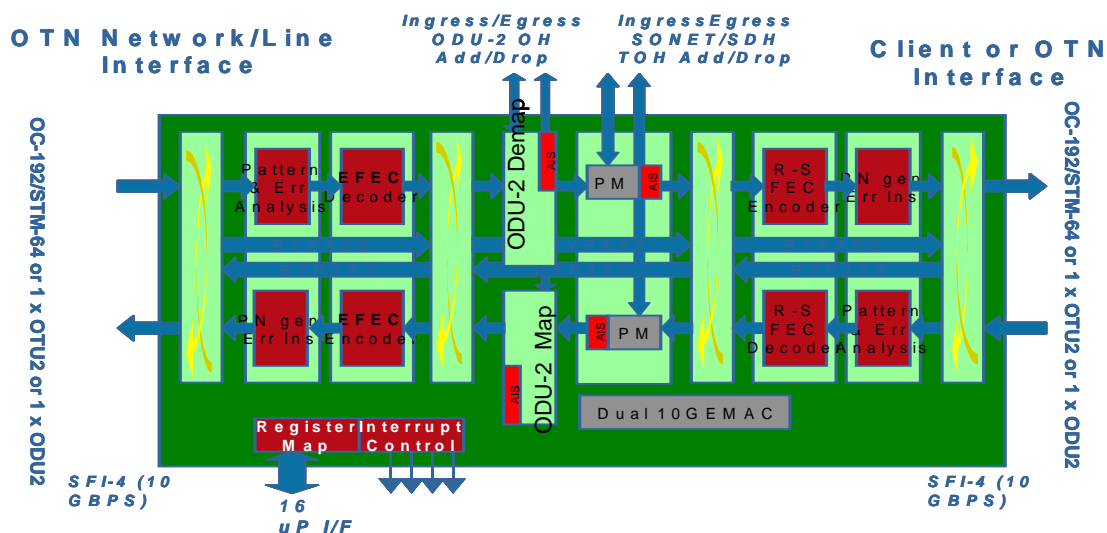 Ingress/Egress
ODU-2 OH
Add/Drop
IngressEgress
SONET/SDH
TOH Add/Drop
OTN Network/Line
Interface
Client or OTN
Interface
OC-192/STM-64 or 1 x OTU2 or 1 x ODU2
Pattern
& Err
Analysis
EFEC
Decoder
ODU-2 Demap
AIS
PM
AIS
R-S
FEC
Encoder
PN gen
Err Ins
OC-192/STM-64 or 1 x OTU2 or 1 x ODU2
PN gen
Err Ins
EFEC
Encoder
ODU-2 Map
AIS
AIS
PM
R-S
FEC
Decoder
Pattern
& Err
Analysis
Dual 10GEMAC
Register
Map
Interrupt
Control
SFI-4 (10
GBPS)
16
uP I/F
SFI-4 (10
GBPS)